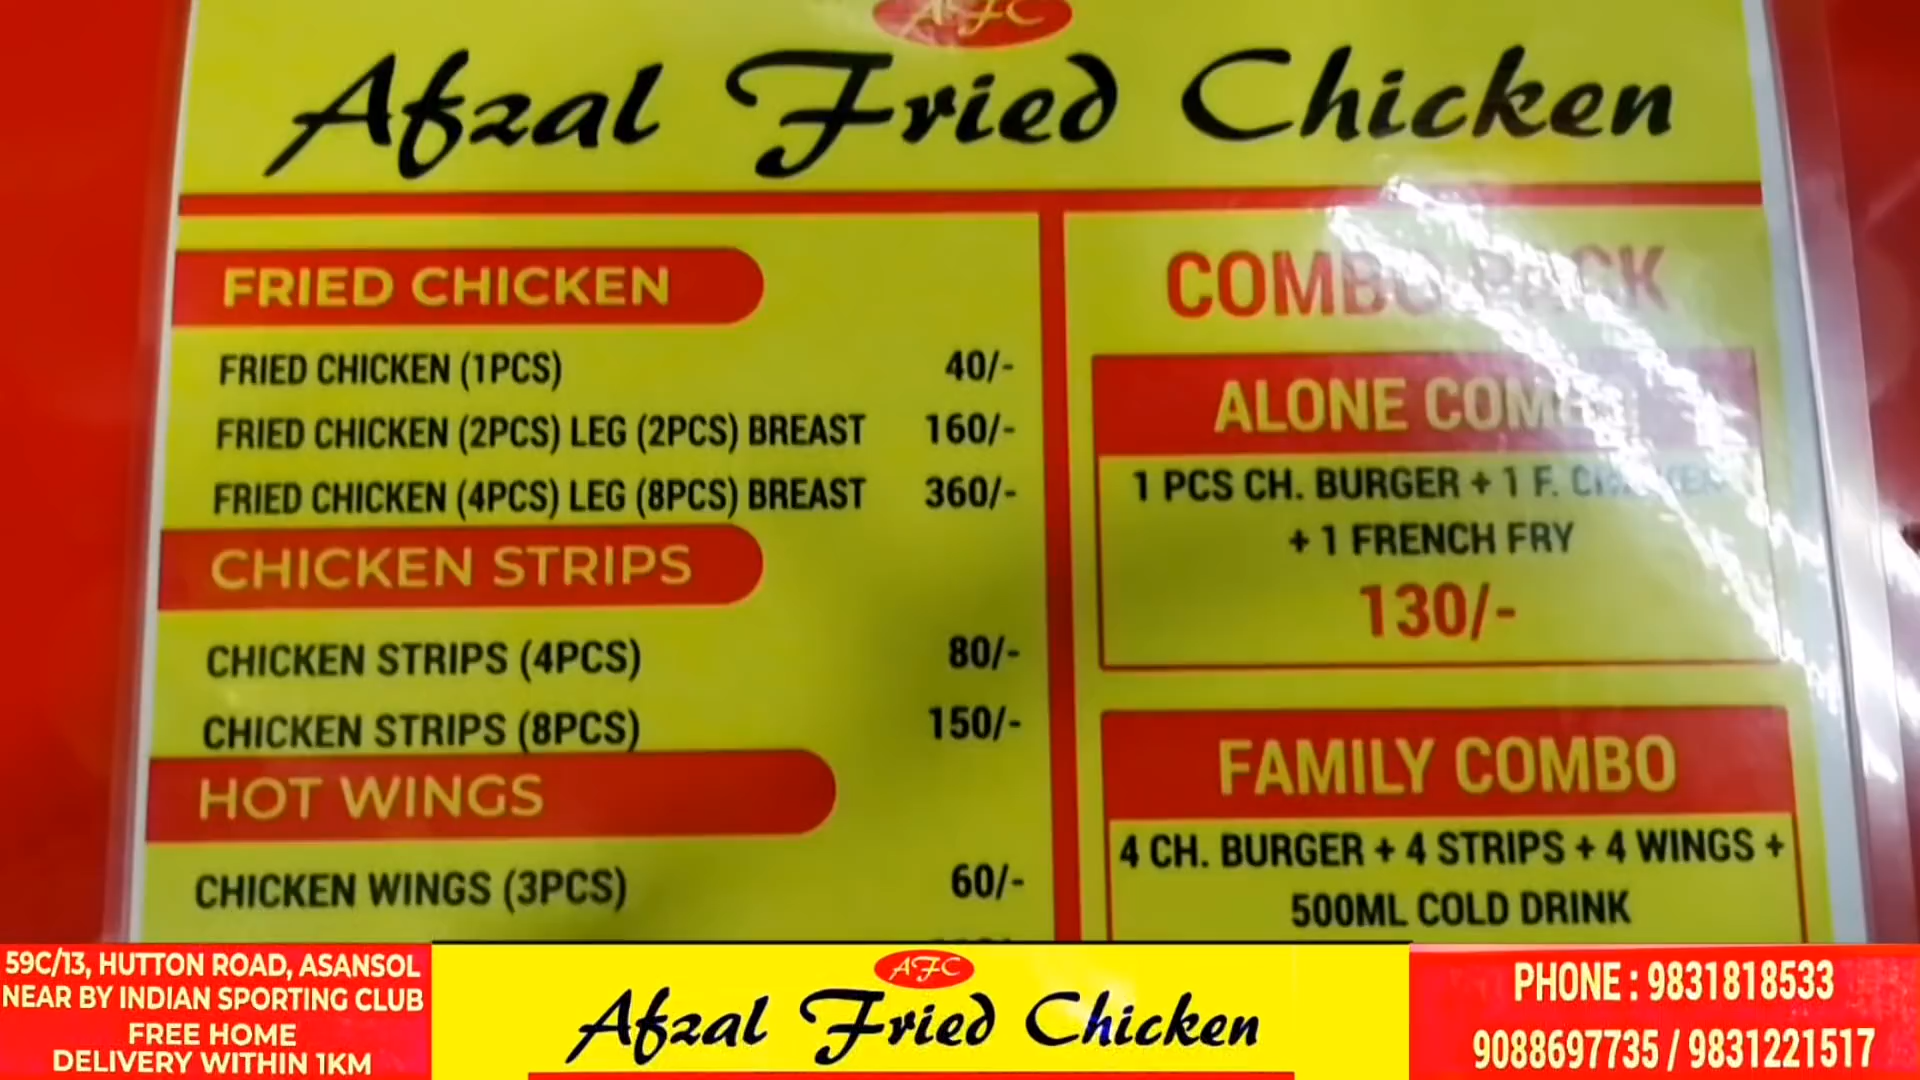 AFC
Afzal Fried Chicken
FRIED CHICKEN
FRIED CHICKEN (1PCS) 40/-
FRIED CHICKEN (2PCS) LEG (2PCS) BREAST 160/-
FRIED CHICKEN (4PCS) LEG (8PCS) BREAST 360/-
CHICKEN STRIPS
CHICKEN STRIPS (4PCS) 80/-
CHICKEN STRIPS (8PCS) 150/-
HOT WINGS
CHICKEN WINGS (3PCS) 60/-
COMBO PACK
ALONE COMBO
1 PCS CH. BURGER + 1 F. CHICKEN
+ 1 FRENCH FRY
130/-
FAMILY COMBO
4 CH. BURGER + 4 STRIPS + 4 WINGS +
500ML COLD DRINK
59C/13, HUTTON ROAD, ASANSOL
NEAR BY INDIAN SPORTING CLUB
FREE HOME
DELIVERY WITHIN 1KM
AFC
Afzal Fried Chicken
PHONE : 9831818533
9088697735 / 9831221517